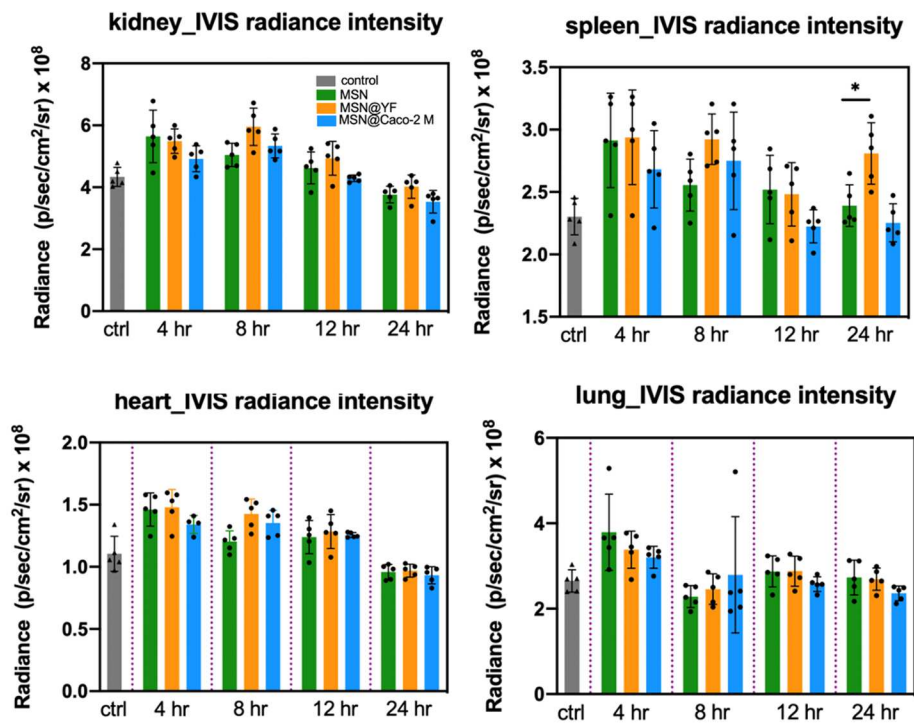 kidney_IVIS radiance intensity
Radiance (p/sec/cm²/sr) x 10⁸
8
6
4
2
0
control
MSN
MSN@YF
MSN@Caco-2 M
ctrl 4 hr 8 hr 12 hr 24 hr
spleen_IVIS radiance intensity
Radiance (p/sec/cm²/sr) x 10⁸
3.5
3.0
2.5
2.0
1.5
*
ctrl 4 hr 8 hr 12 hr 24 hr
heart_IVIS radiance intensity
Radiance (p/sec/cm²/sr) x 10⁸
2.0
1.5
1.0
0.5
0.0
ctrl 4 hr 8 hr 12 hr 24 hr
lung_IVIS radiance intensity
Radiance (p/sec/cm²/sr) x 10⁸
6
4
2
0
ctrl 4 hr 8 hr 12 hr 24 hr